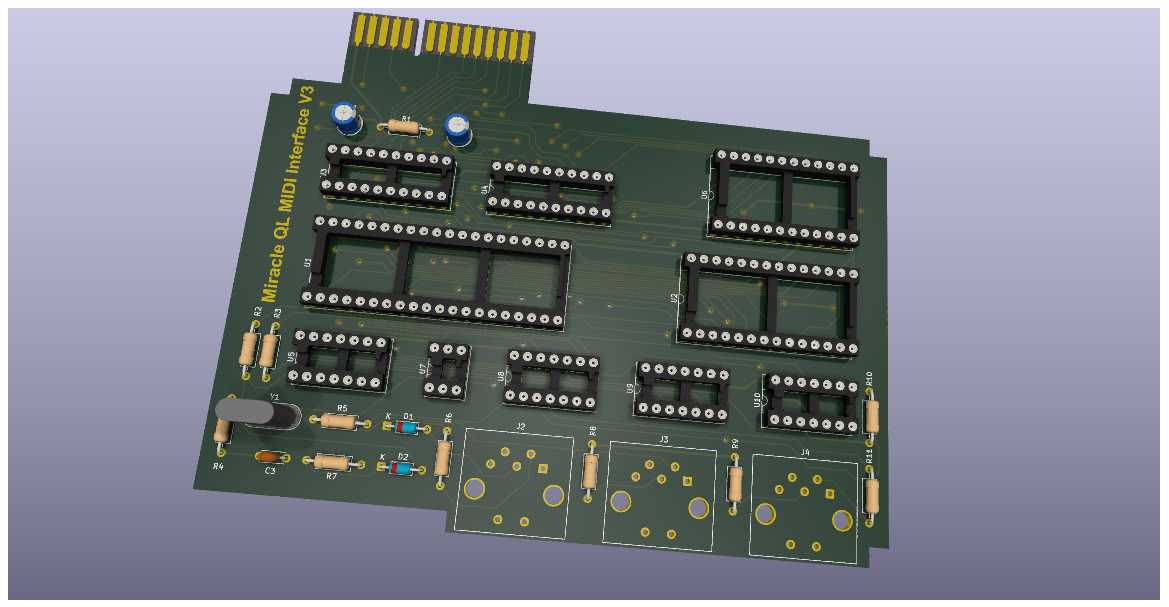 Miracle QL MIDI Interface V3
R1
U4
U6
U1
U2
R2
R3
U5
U7
U8
U9
U10
R10
Y1
R5
K
D1
R6
J2
R8
J3
R9
J4
R11
R4
C3
R7
K
D2